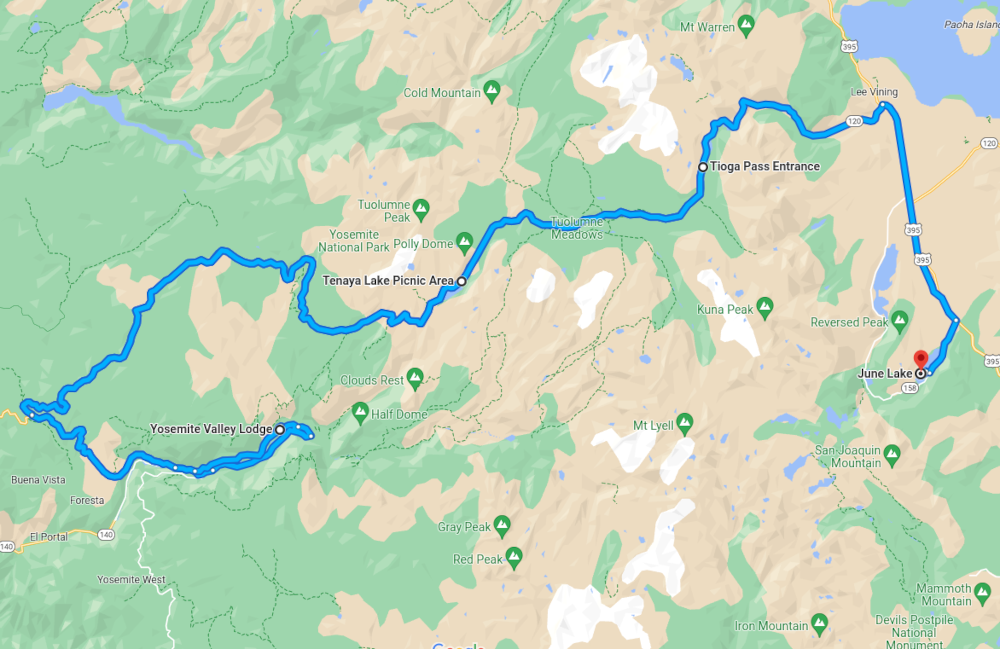 Mt Warren
395
Paoha Island
Cold Mountain
Lee Vining
120
120
Tioga Pass Entrance
Tuolumne
Peak
Tuolumne
Meadows
395
Yosemite
National Park
Polly Dome
395
Tenaya Lake Picnic Area
Kuna Peak
Reversed Peak
395
June Lake
158
Clouds Rest
Half Dome
Yosemite Valley Lodge
Mt Lyell
San Joaquin
Mountain
Buena Vista
Foresta
Gray Peak
El Portal
140
140
Red Peak
Yosemite West
Mammoth
Mountain
Iron Mountain
Devils Postpile
National
Monument
Google